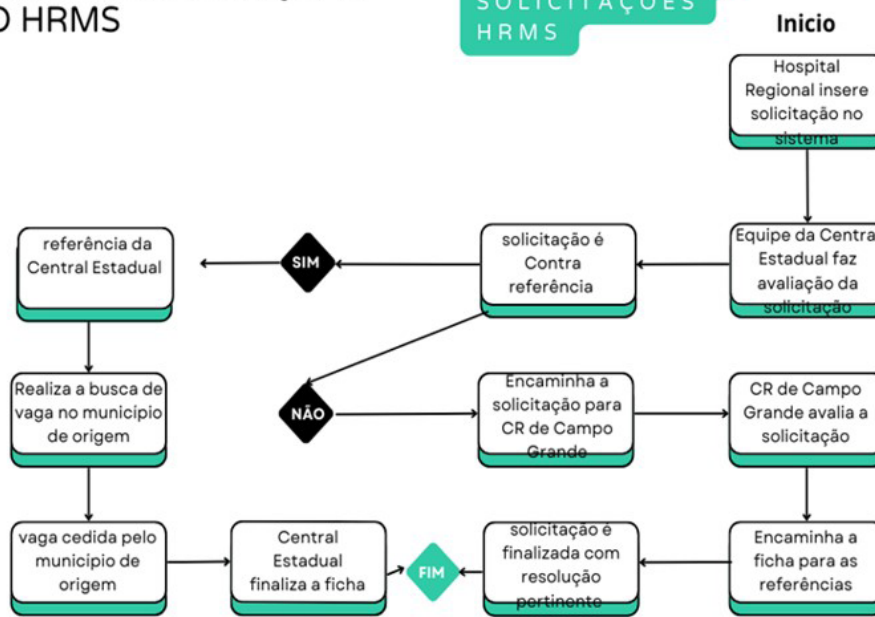 O HRMS
SOLICITAÇÕES
HRMS
Inicio
Hospital
Regional insere
solicitação no
sistema
referência da
Central Estadual
SIM
solicitação é
Contra
referência
Equipe da Centra
Estadual faz
avaliação da
solicitação
Realiza a busca de
vaga no município
de origem
NÃO
Encaminha a
solicitação para
CR de Campo
Grande
CR de Campo
Grande avalia a
solicitação
vaga cedida pelo
município de
origem
Central
Estadual
finaliza a ficha
FIM
solicitação é
finalizada com
resolução
pertinente
Encaminha a
ficha para as
referências